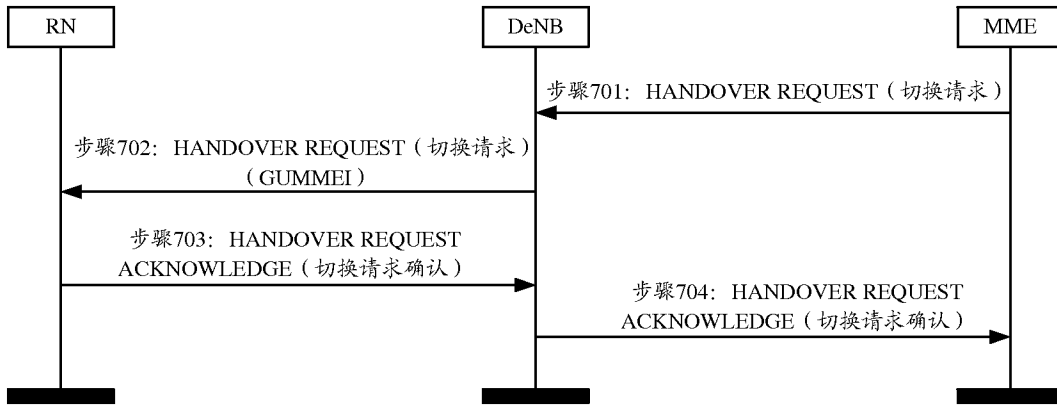 RN
DeNB
MME
步骤701：HANDOVER REQUEST（切换请求）
步骤702：HANDOVER REQUEST（切换请求）
（GUMMEI）
步骤703：HANDOVER REQUEST
ACKNOWLEDGE（切换请求确认）
步骤704：HANDOVER REQUEST
ACKNOWLEDGE（切换请求确认）